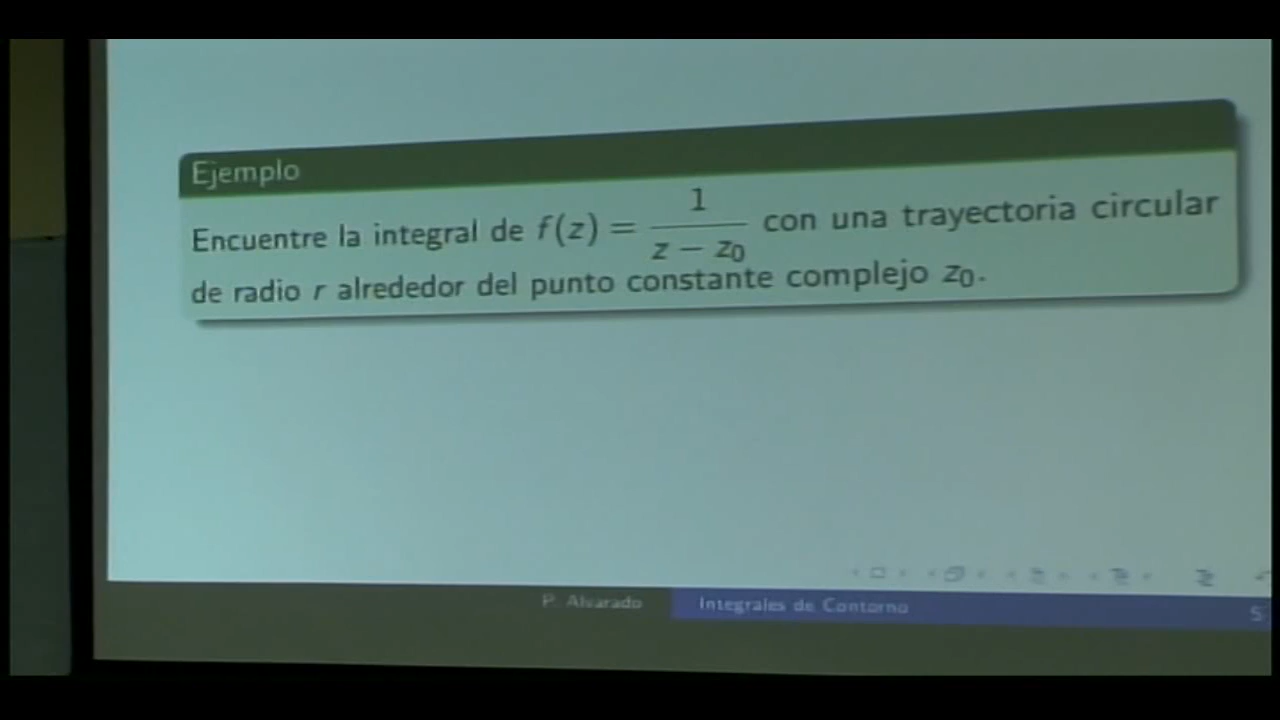 Ejemplo
Encuentre la integral de f(z) = 1/(z − z₀) con una trayectoria circular
de radio r alrededor del punto constante complejo z₀.
P. Alvarado Integrales de Contorno 5